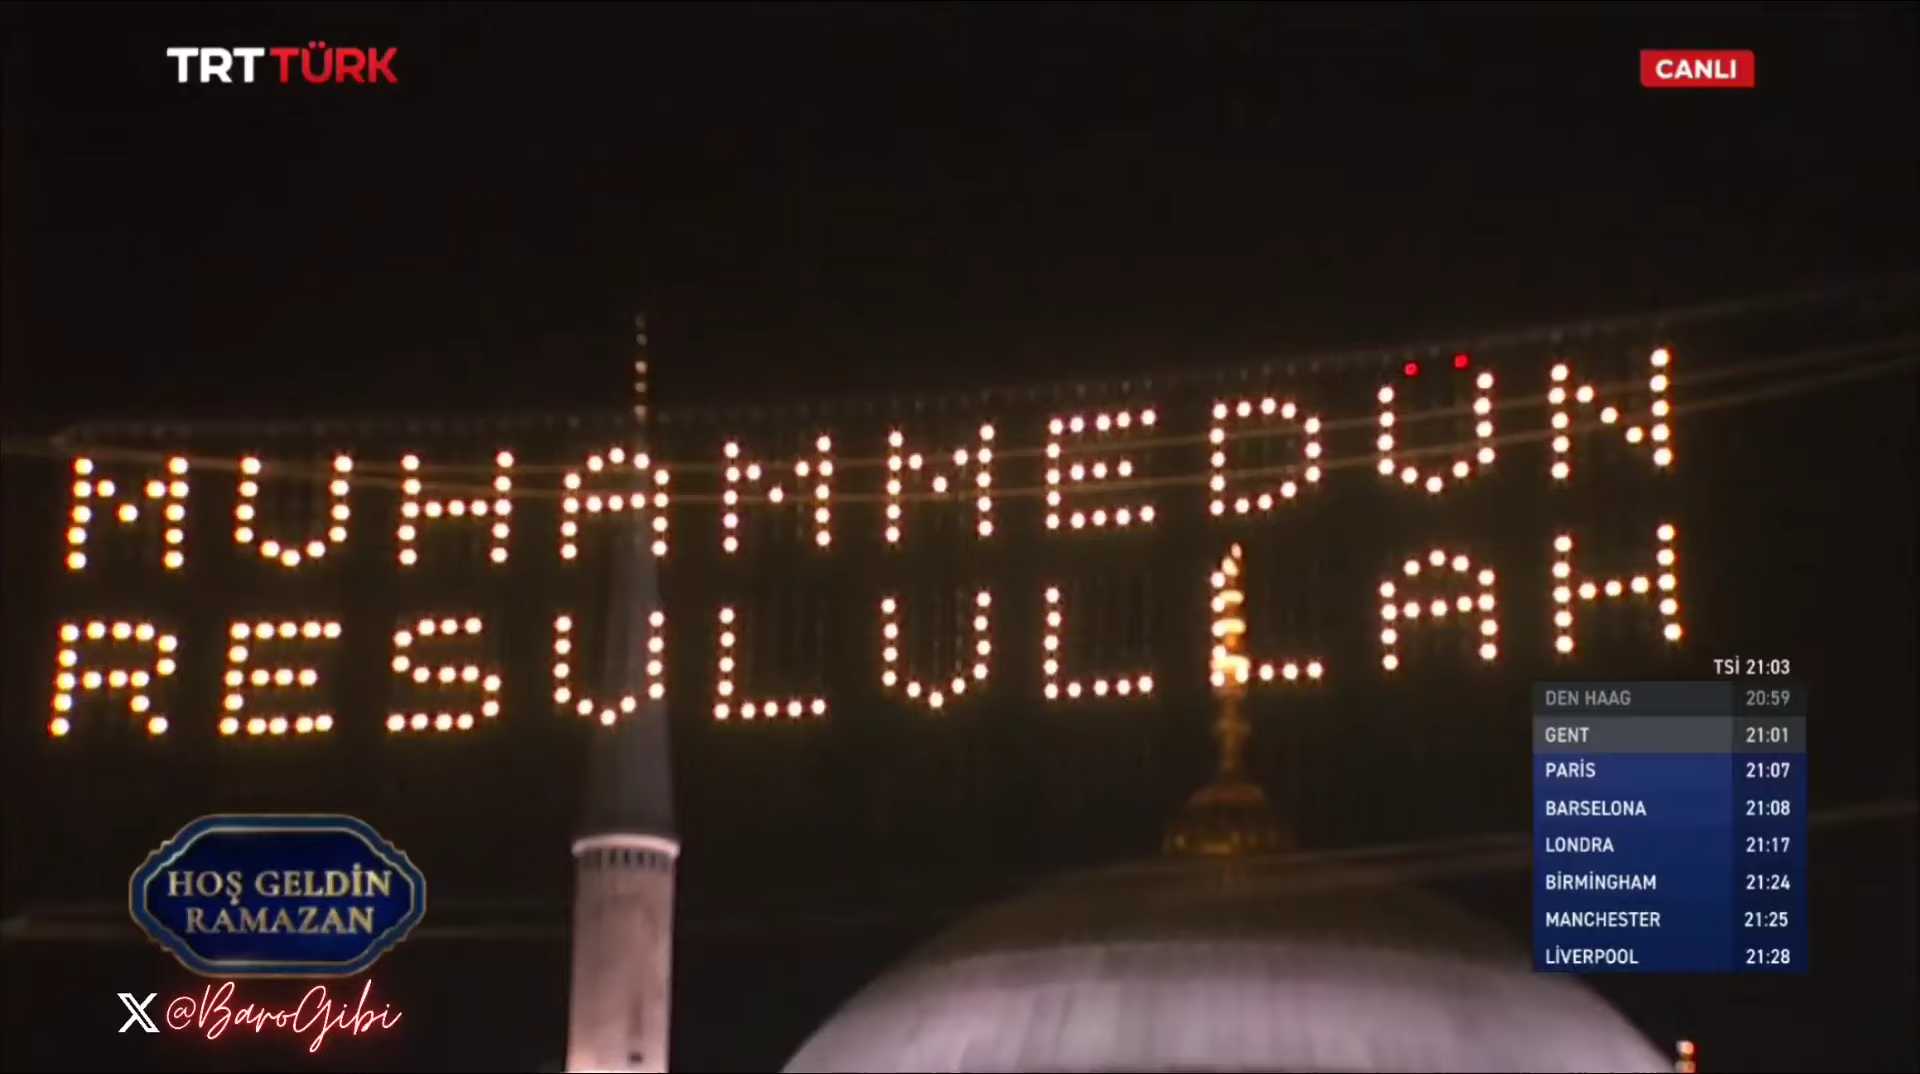 TRT TÜRK
CANLI
MUHAMMEDÜN
RESULULLAH
TSİ 21:03
DEN HAAG 20:59
GENT 21:01
PARİS 21:07
BARSELONA 21:08
LONDRA 21:17
BİRMİNGHAM 21:24
MANCHESTER 21:25
LİVERPOOL 21:28
HOŞ GELDİN
RAMAZAN
X @BaroGibi